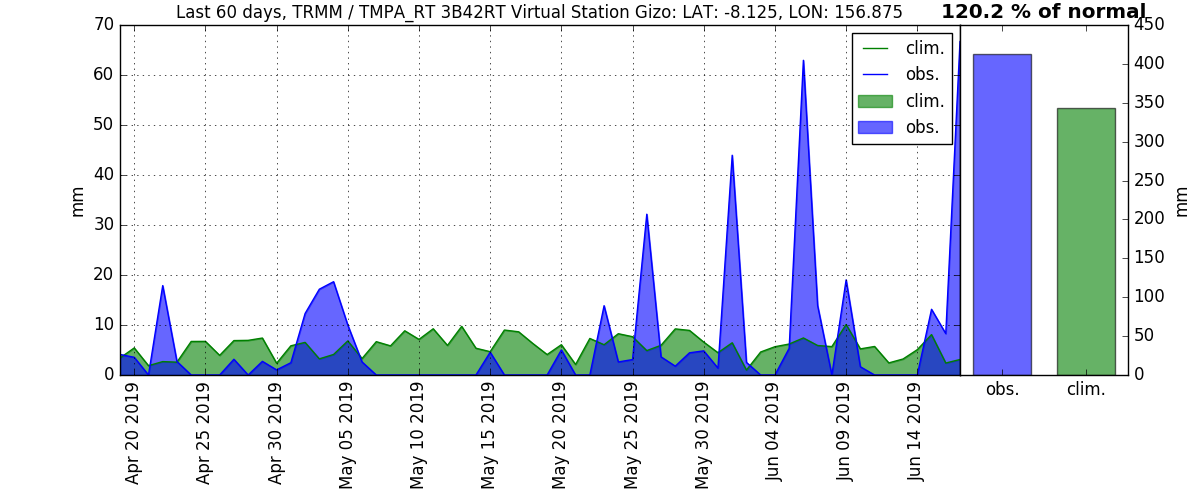 Last 60 days, TRMM / TMPA_RT 3B42RT Virtual Station Gizo: LAT: -8.125, LON: 156.875
120.2 % of normal
70
60
50
40
30
20
10
0
mm
clim.
obs.
clim.
obs.
Apr 20 2019
Apr 25 2019
Apr 30 2019
May 05 2019
May 10 2019
May 15 2019
May 20 2019
May 25 2019
May 30 2019
Jun 04 2019
Jun 09 2019
Jun 14 2019
450
400
350
300
250
200
150
100
50
0
mm
obs.
clim.